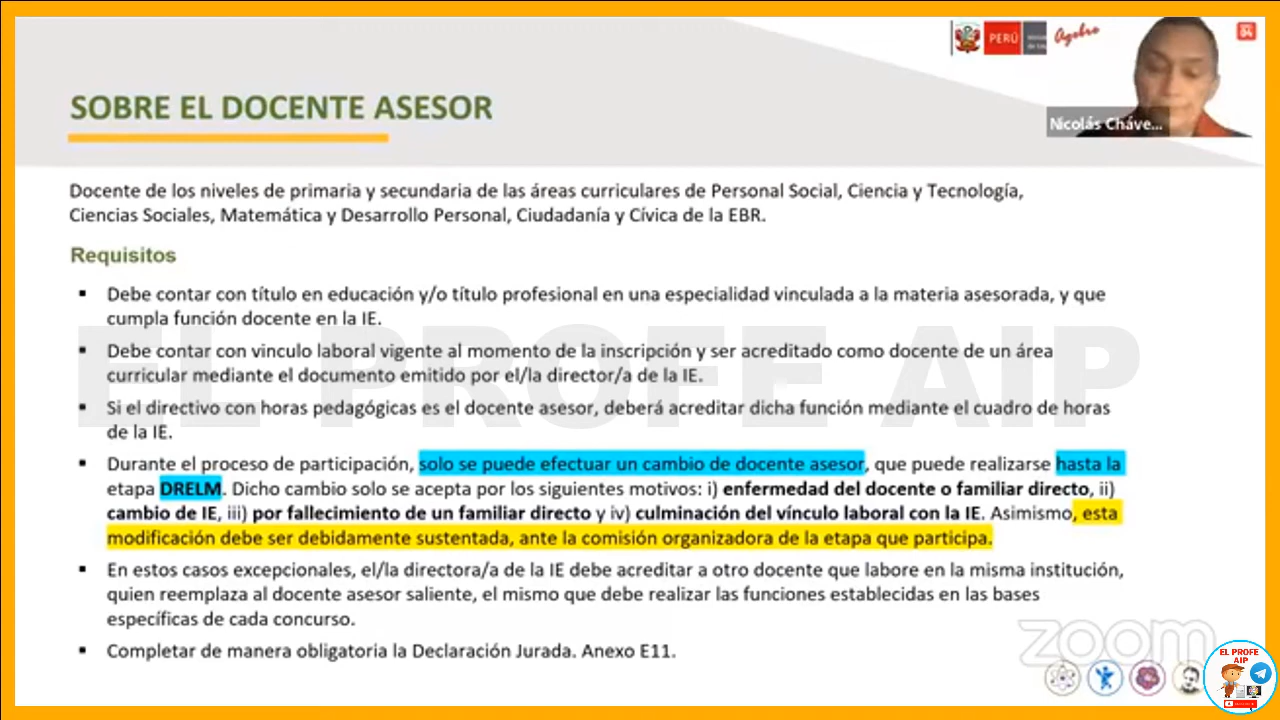 PERÚ
Nicolás Cháve...
SOBRE EL DOCENTE ASESOR
Docente de los niveles de primaria y secundaria de las áreas curriculares de Personal Social, Ciencia y Tecnología,
Ciencias Sociales, Matemática y Desarrollo Personal, Ciudadanía y Cívica de la EBR.
Requisitos
▪ Debe contar con título en educación y/o título profesional en una especialidad vinculada a la materia asesorada, y que
cumpla función docente en la IE.
▪ Debe contar con vinculo laboral vigente al momento de la inscripción y ser acreditado como docente de un área
curricular mediante el documento emitido por el/la director/a de la IE.
▪ Si el directivo con horas pedagógicas es el docente asesor, deberá acreditar dicha función mediante el cuadro de horas
de la IE.
▪ Durante el proceso de participación, solo se puede efectuar un cambio de docente asesor, que puede realizarse hasta la
etapa DRELM. Dicho cambio solo se acepta por los siguientes motivos: i) enfermedad del docente o familiar directo, ii)
cambio de IE, iii) por fallecimiento de un familiar directo y iv) culminación del vínculo laboral con la IE. Asimismo, esta
modificación debe ser debidamente sustentada, ante la comisión organizadora de la etapa que participa.
▪ En estos casos excepcionales, el/la directora/a de la IE debe acreditar a otro docente que labore en la misma institución,
quien reemplaza al docente asesor saliente, el mismo que debe realizar las funciones establecidas en las bases
específicas de cada concurso.
▪ Completar de manera obligatoria la Declaración Jurada. Anexo E11.
EL PROFE AIP
zoom
EL PROFE
AIP